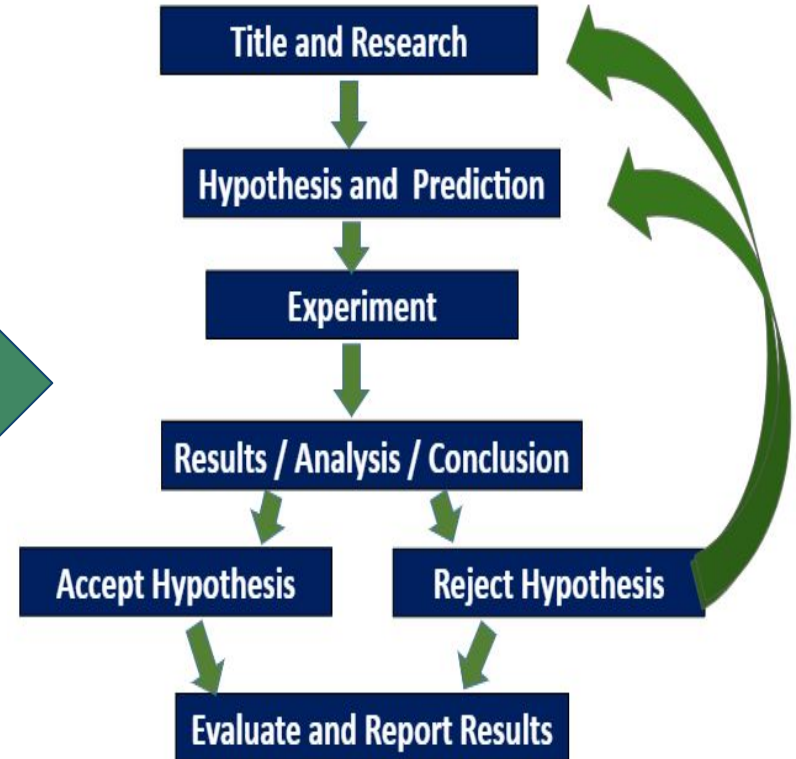 Title and Research
Hypothesis and Prediction
Experiment
Results / Analysis / Conclusion
Accept Hypothesis
Reject Hypothesis
Evaluate and Report Results